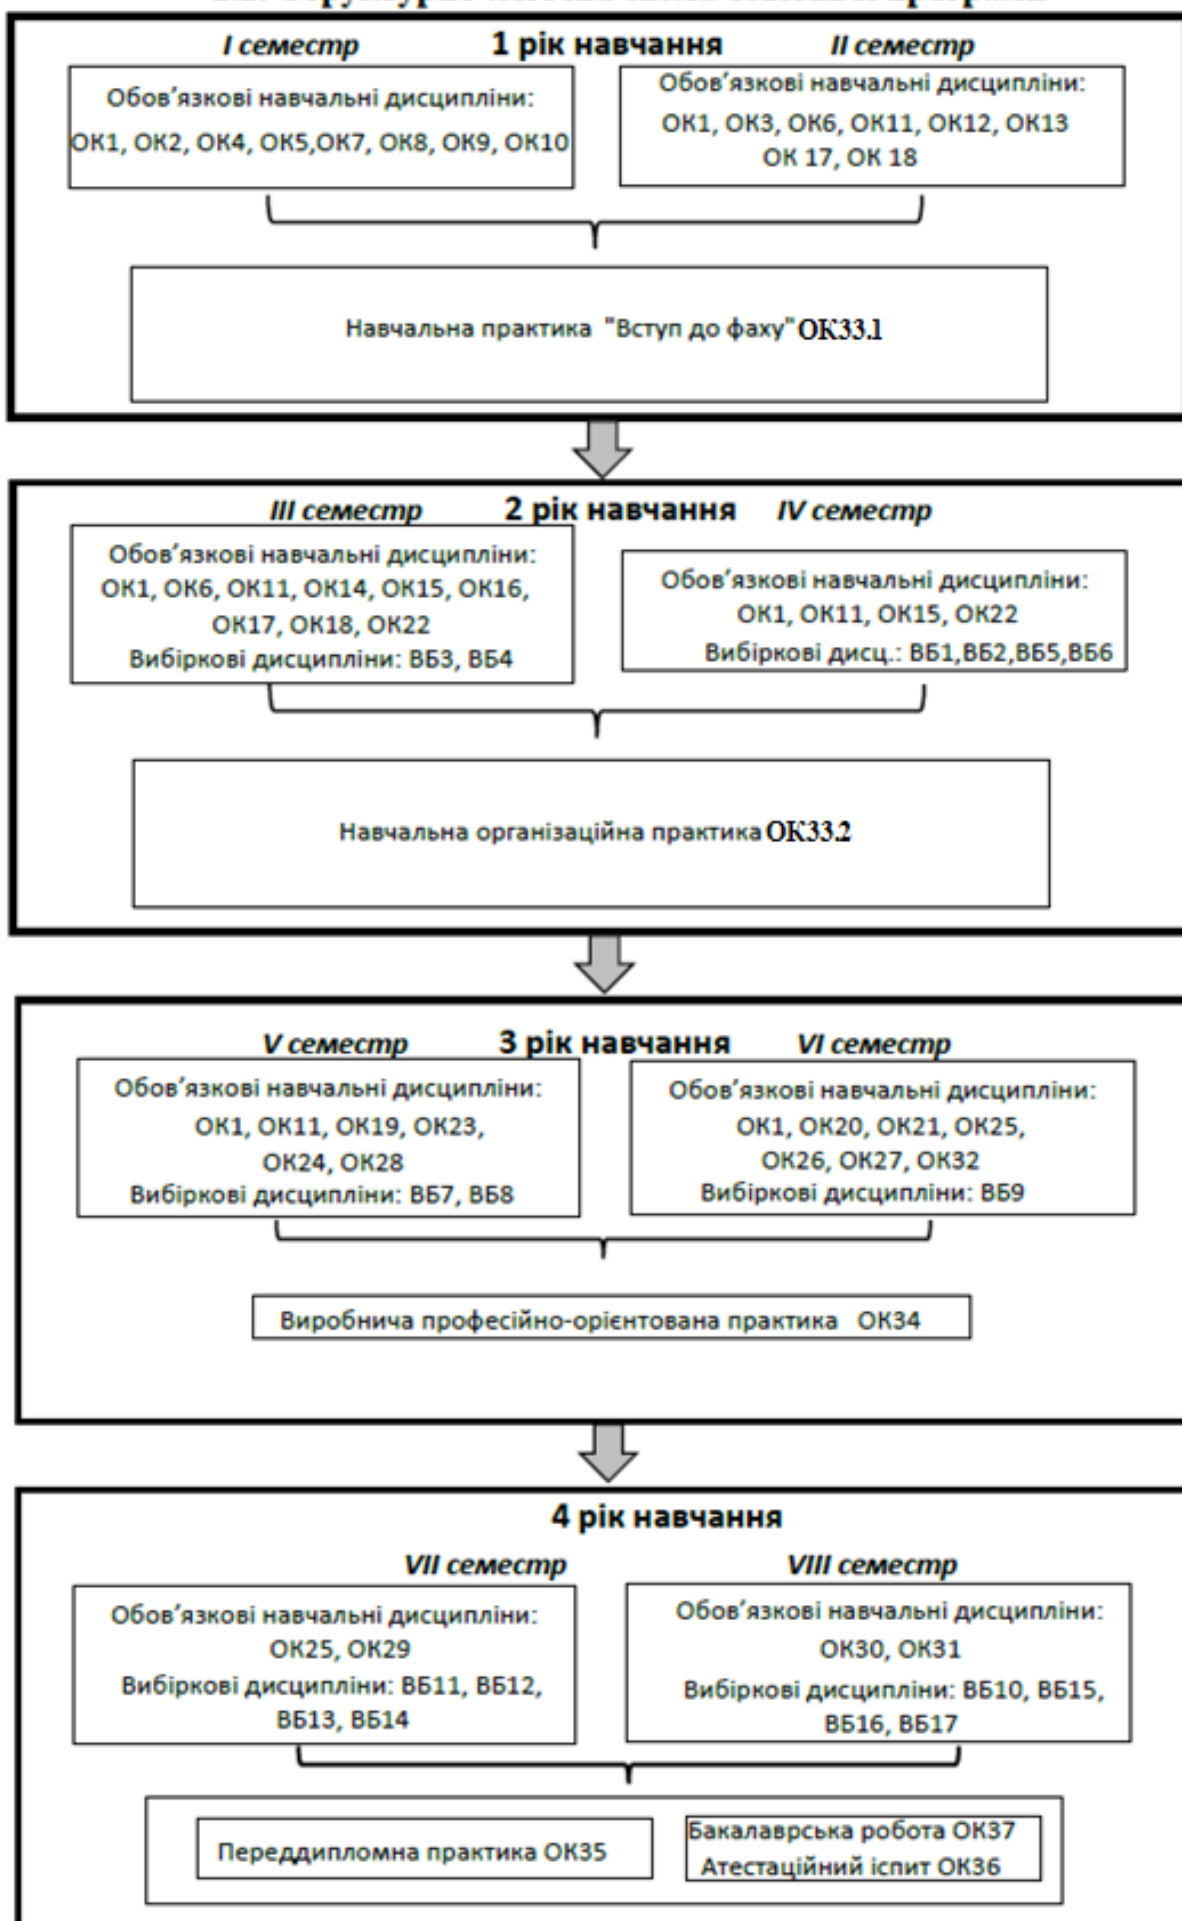 I семестр 1 рік навчання II семестр
Обов’язкові навчальні дисципліни:
ОК1, ОК2, ОК4, ОК5,ОК7, ОК8, ОК9, ОК10
Обов’язкові навчальні дисципліни:
ОК1, ОК3, ОК6, ОК11, ОК12, ОК13
ОК 17, ОК 18
Навчальна практика "Вступ до фаху" ОК33.1
III семестр 2 рік навчання IV семестр
Обов’язкові навчальні дисципліни:
ОК1, ОК6, ОК11, ОК14, ОК15, ОК16,
ОК17, ОК18, ОК22
Вибіркові дисципліни: ВБ3, ВБ4
Обов’язкові навчальні дисципліни:
ОК1, ОК11, ОК15, ОК22
Вибіркові дисц.: ВБ1,ВБ2,ВБ5,ВБ6
Навчальна організаційна практика ОК33.2
V семестр 3 рік навчання VI семестр
Обов’язкові навчальні дисципліни:
ОК1, ОК11, ОК19, ОК23,
ОК24, ОК28
Вибіркові дисципліни: ВБ7, ВБ8
Обов’язкові навчальні дисципліни:
ОК1, ОК20, ОК21, ОК25,
ОК26, ОК27, ОК32
Вибіркові дисципліни: ВБ9
Виробнича професійно-орієнтована практика ОК34
4 рік навчання
VII семестр VIII семестр
Обов’язкові навчальні дисципліни:
ОК25, ОК29
Вибіркові дисципліни: ВБ11, ВБ12,
ВБ13, ВБ14
Обов’язкові навчальні дисципліни:
ОК30, ОК31
Вибіркові дисципліни: ВБ10, ВБ15,
ВБ16, ВБ17
Переддипломна практика ОК35
Бакалаврська робота ОК37
Атестаційний іспит ОК36